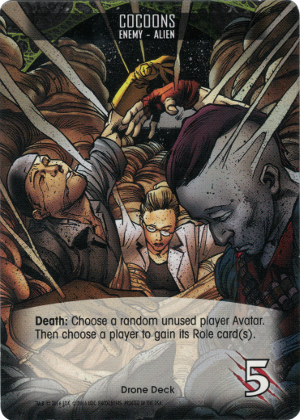 COCOONS
ENEMY - ALIEN
Death: Choose a random unused player Avatar.
Then choose a player to gain its Role card(s).
5
Drone Deck